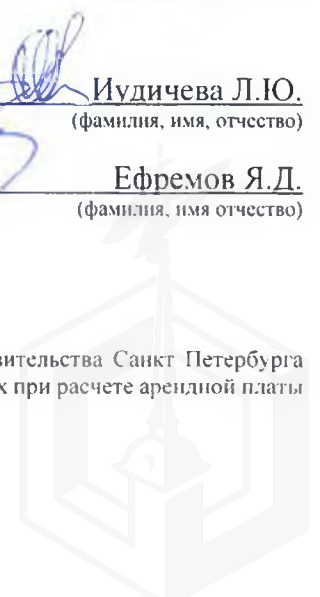 Иудичева Л.Ю.
(фамилия, имя, отчество)
Ефремов Я.Д.
(фамилия, имя отчество)
вительства Санкт Петербурга
х при расчете арендной платы